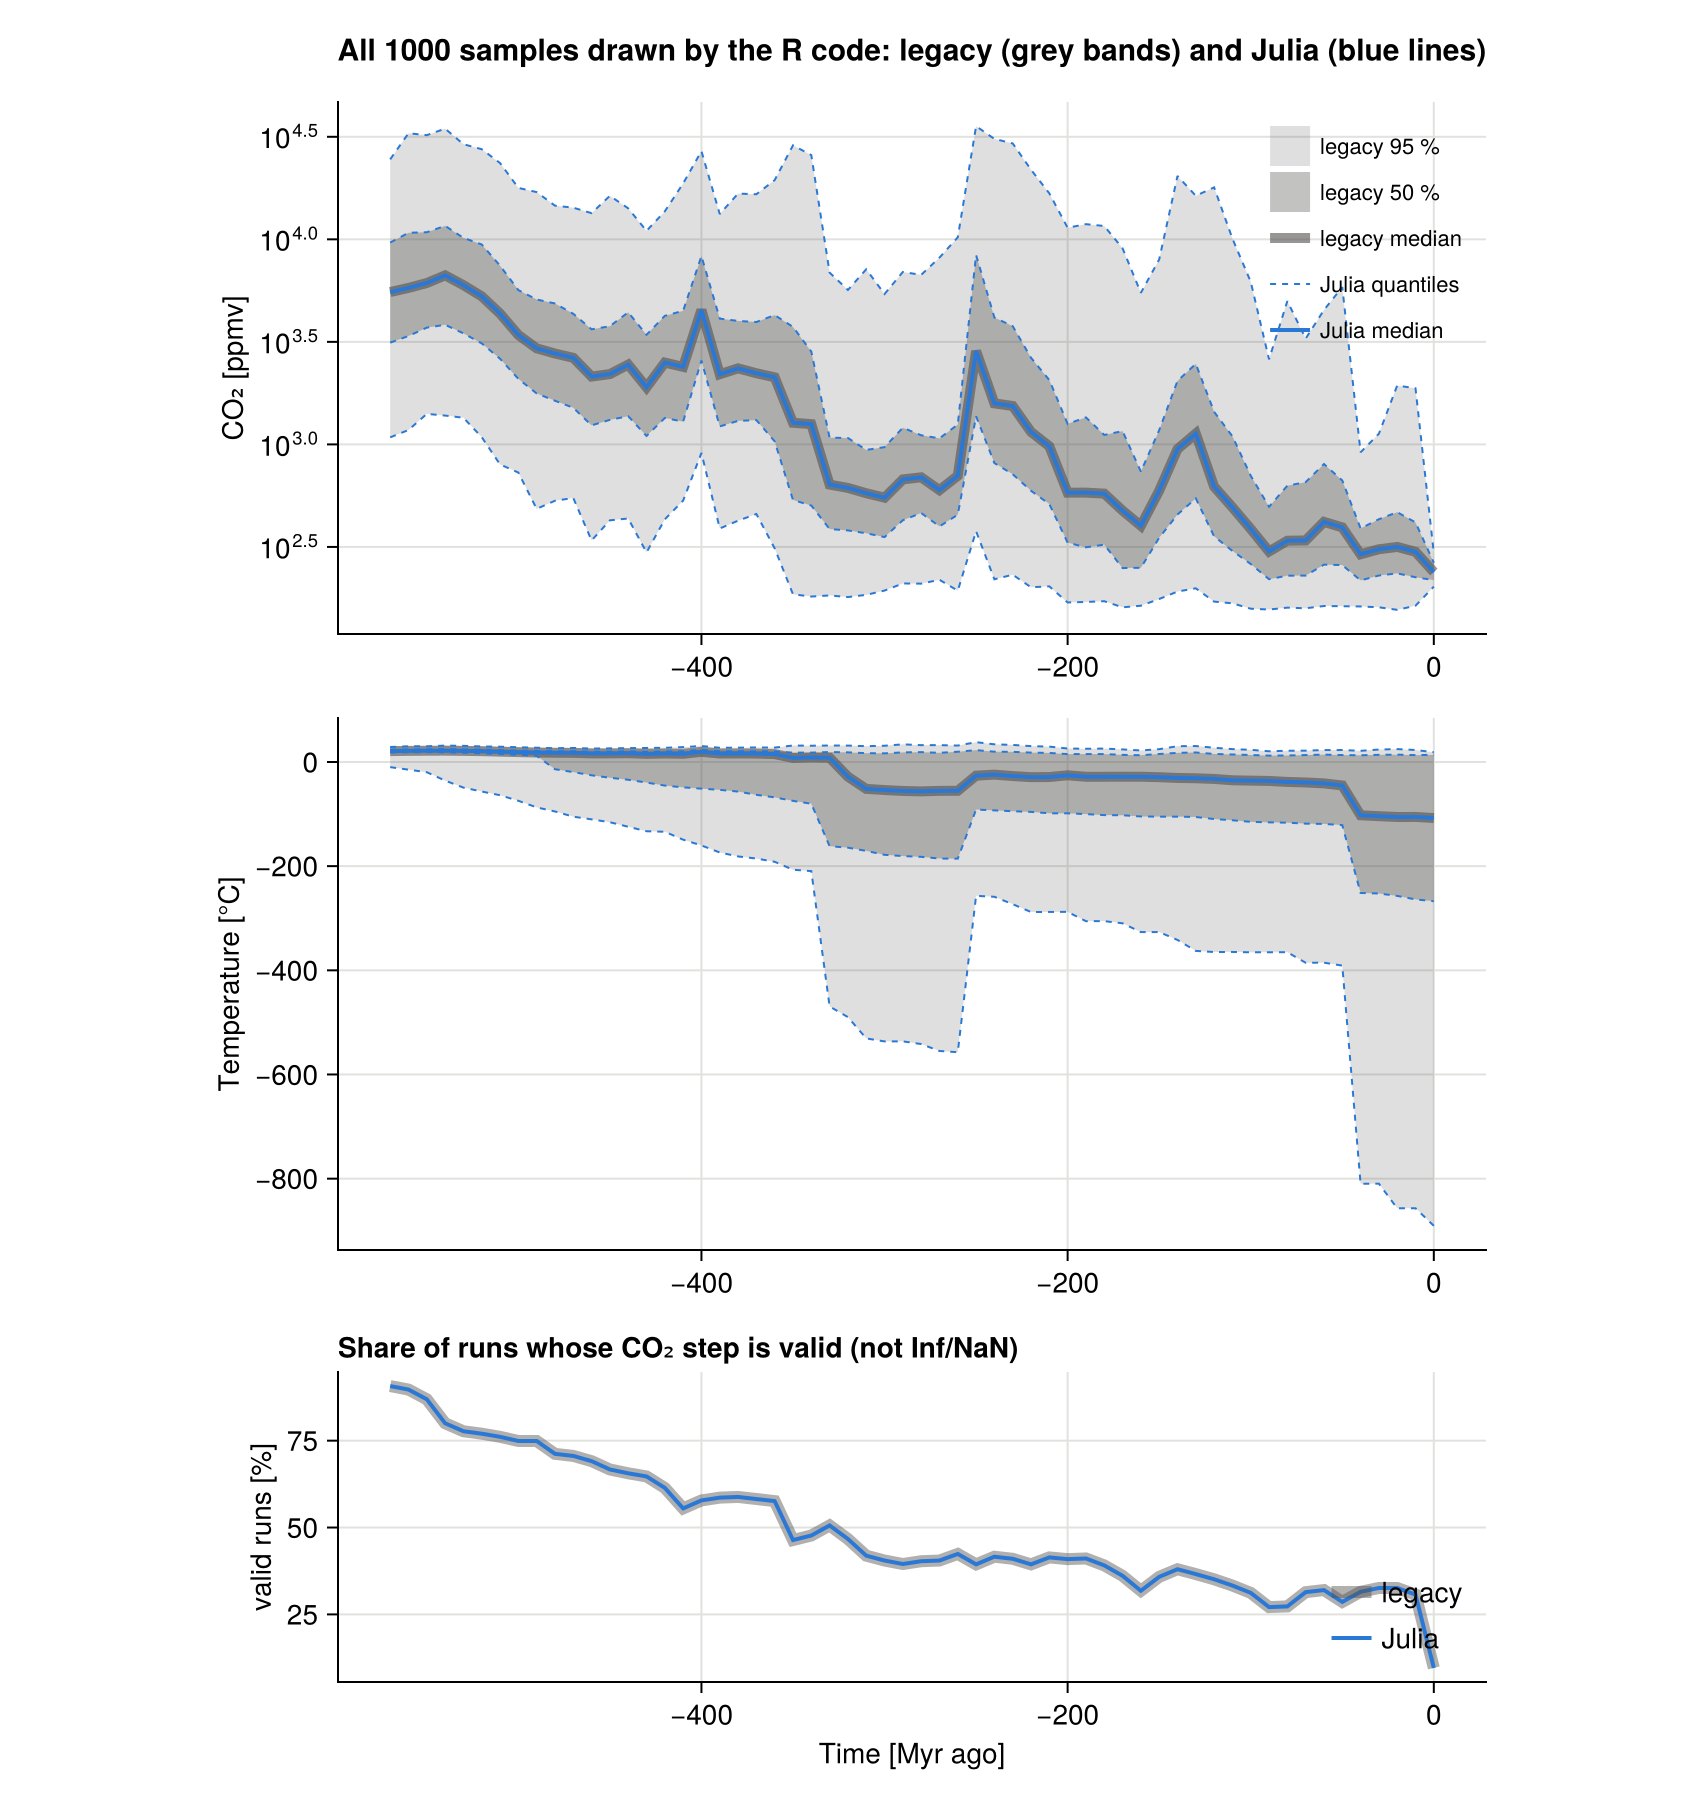 All 1000 samples drawn by the R code: legacy (grey bands) and Julia (blue lines)
CO₂ [ppmv]
10^4.5
10^4.0
10^3.5
10^3.0
10^2.5
legacy 95 %
legacy 50 %
legacy median
Julia quantiles
Julia median
−400
−200
0
Temperature [°C]
0
−200
−400
−600
−800
−400
−200
0
Share of runs whose CO₂ step is valid (not Inf/NaN)
valid runs [%]
75
50
25
legacy
Julia
−400
−200
0
Time [Myr ago]